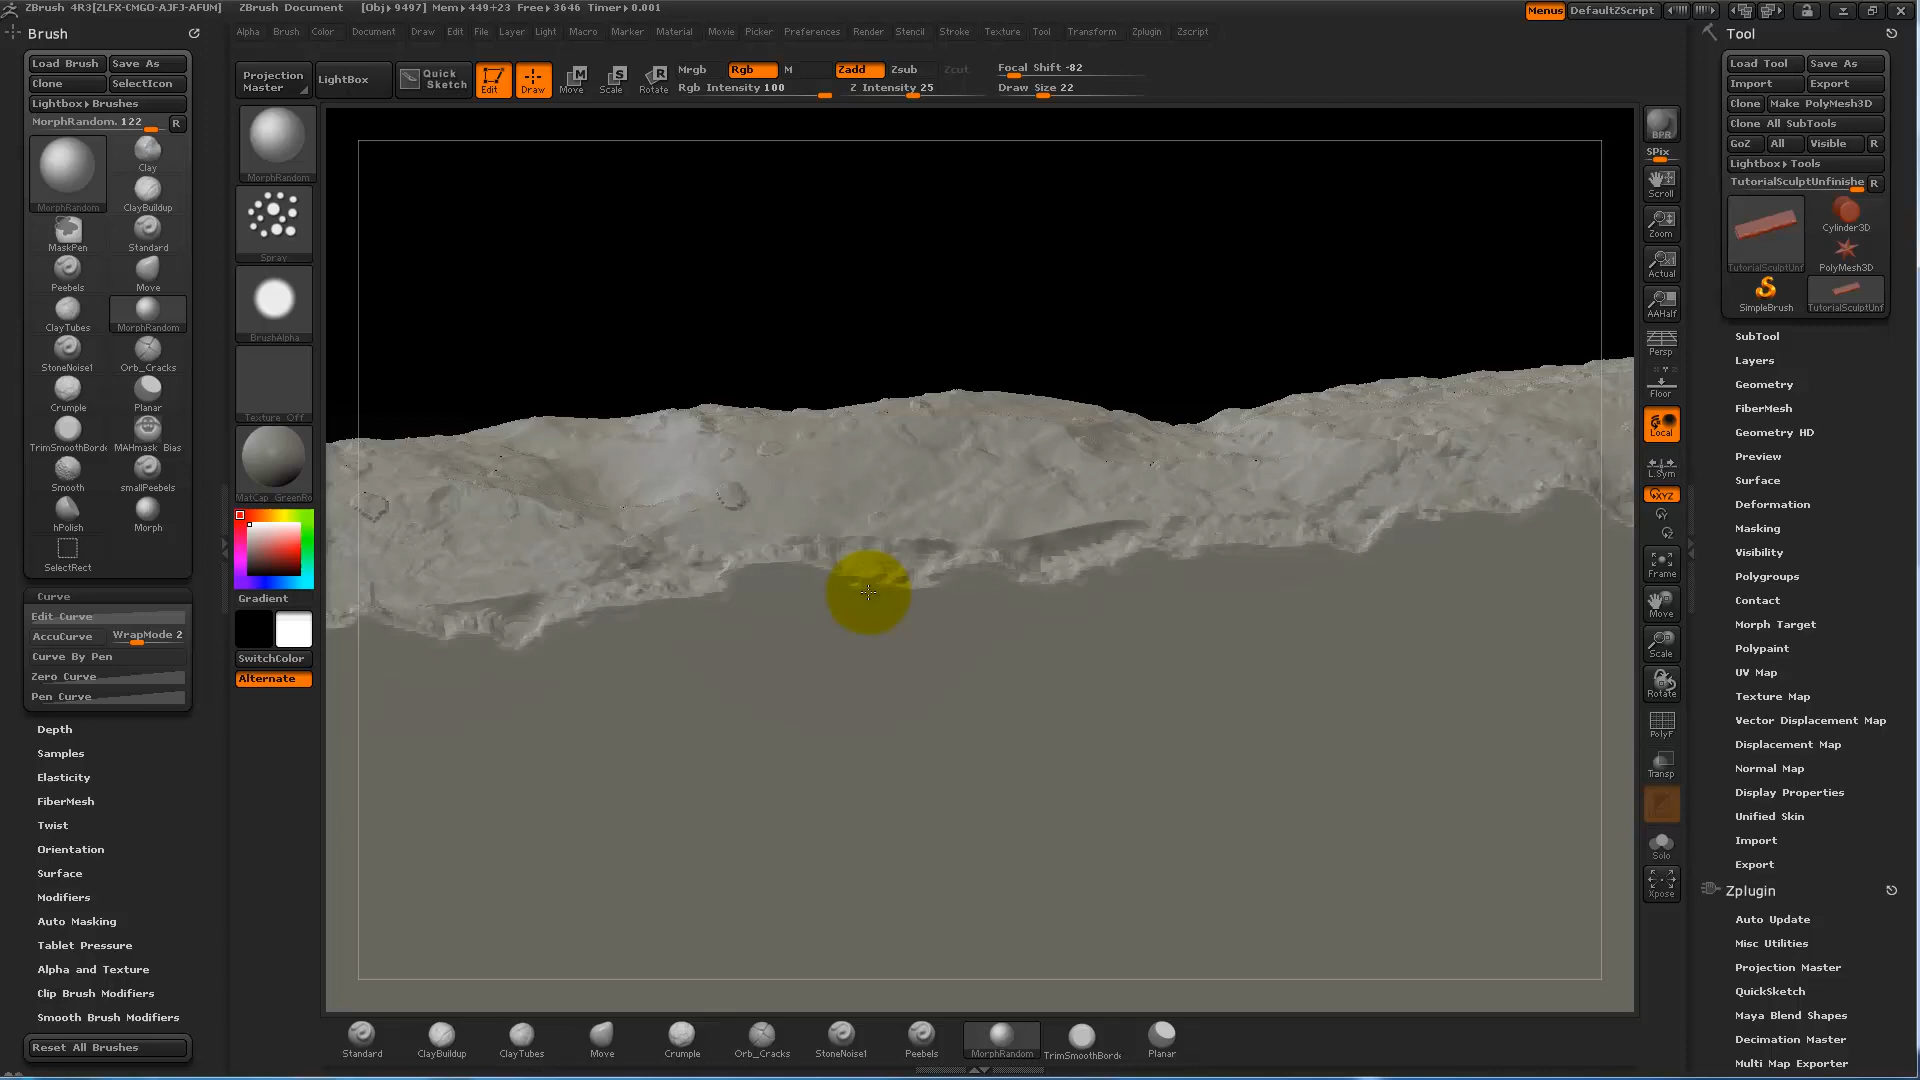 ZBrush 4R3[ZLFX-CMGO-AJFJ-AFUM] ZBrush Document [Obj▸ 9497] Mem▸ 449+23 Free▸ 3646 Timer▸ 0.001 Menus DefaultZScript
Brush
Alpha Brush Color Document Draw Edit File Layer Light Macro Marker Material Movie Picker Preferences Render Stencil Stroke Texture Tool Transform Zplugin Zscript
Tool
Load Brush Save As
Clone SelectIcon
Lightbox▸Brushes
MorphRandom. 122 R
MorphRandom
Clay
ClayBuildup
MaskPen Standard
Peebels Move
ClayTubes MorphRandom
StoneNoise1 Orb_Cracks
Crumple Planar
TrimSmoothBorde MAHmask_Bias
Smooth smallPeebels
hPolish Morph
SelectRect
Curve
Edit Curve
AccuCurve WrapMode 2
Curve By Pen
Zero Curve
Pen Curve
Depth
Samples
Elasticity
FiberMesh
Twist
Orientation
Surface
Modifiers
Auto Masking
Tablet Pressure
Alpha and Texture
Clip Brush Modifiers
Smooth Brush Modifiers
Reset All Brushes
Projection Master
LightBox
Quick Sketch
Edit
Draw
Move
Scale
Rotate
Mrgb Rgb M
Rgb Intensity 100
Zadd Zsub Zcut
Z Intensity 25
Focal Shift -82
Draw Size 22
MorphRandom
Spray
BrushAlpha
Texture Off
MatCap GreenRo
Gradient
SwitchColor
Alternate
BPR
SPix
Scroll
Zoom
Actual
AAHalf
Persp
Floor
Local
L.Sym
XYZ
Frame
Move
Scale
Rotate
PolyF
Transp
Solo
Xpose
Load Tool Save As
Import Export
Clone Make PolyMesh3D
Clone All SubTools
GoZ All Visible R
Lightbox▸Tools
TutorialSculptUnfinishe R
TutorialSculptUnf
Cylinder3D
PolyMesh3D
SimpleBrush TutorialSculptUnf
SubTool
Layers
Geometry
FiberMesh
Geometry HD
Preview
Surface
Deformation
Masking
Visibility
Polygroups
Contact
Morph Target
Polypaint
UV Map
Texture Map
Vector Displacement Map
Displacement Map
Normal Map
Display Properties
Unified Skin
Import
Export
Zplugin
Auto Update
Misc Utilities
Projection Master
QuickSketch
Maya Blend Shapes
Decimation Master
Multi Map Exporter
Standard ClayBuildup ClayTubes Move Crumple Orb_Cracks StoneNoise1 Peebels MorphRandom TrimSmoothBorde Planar